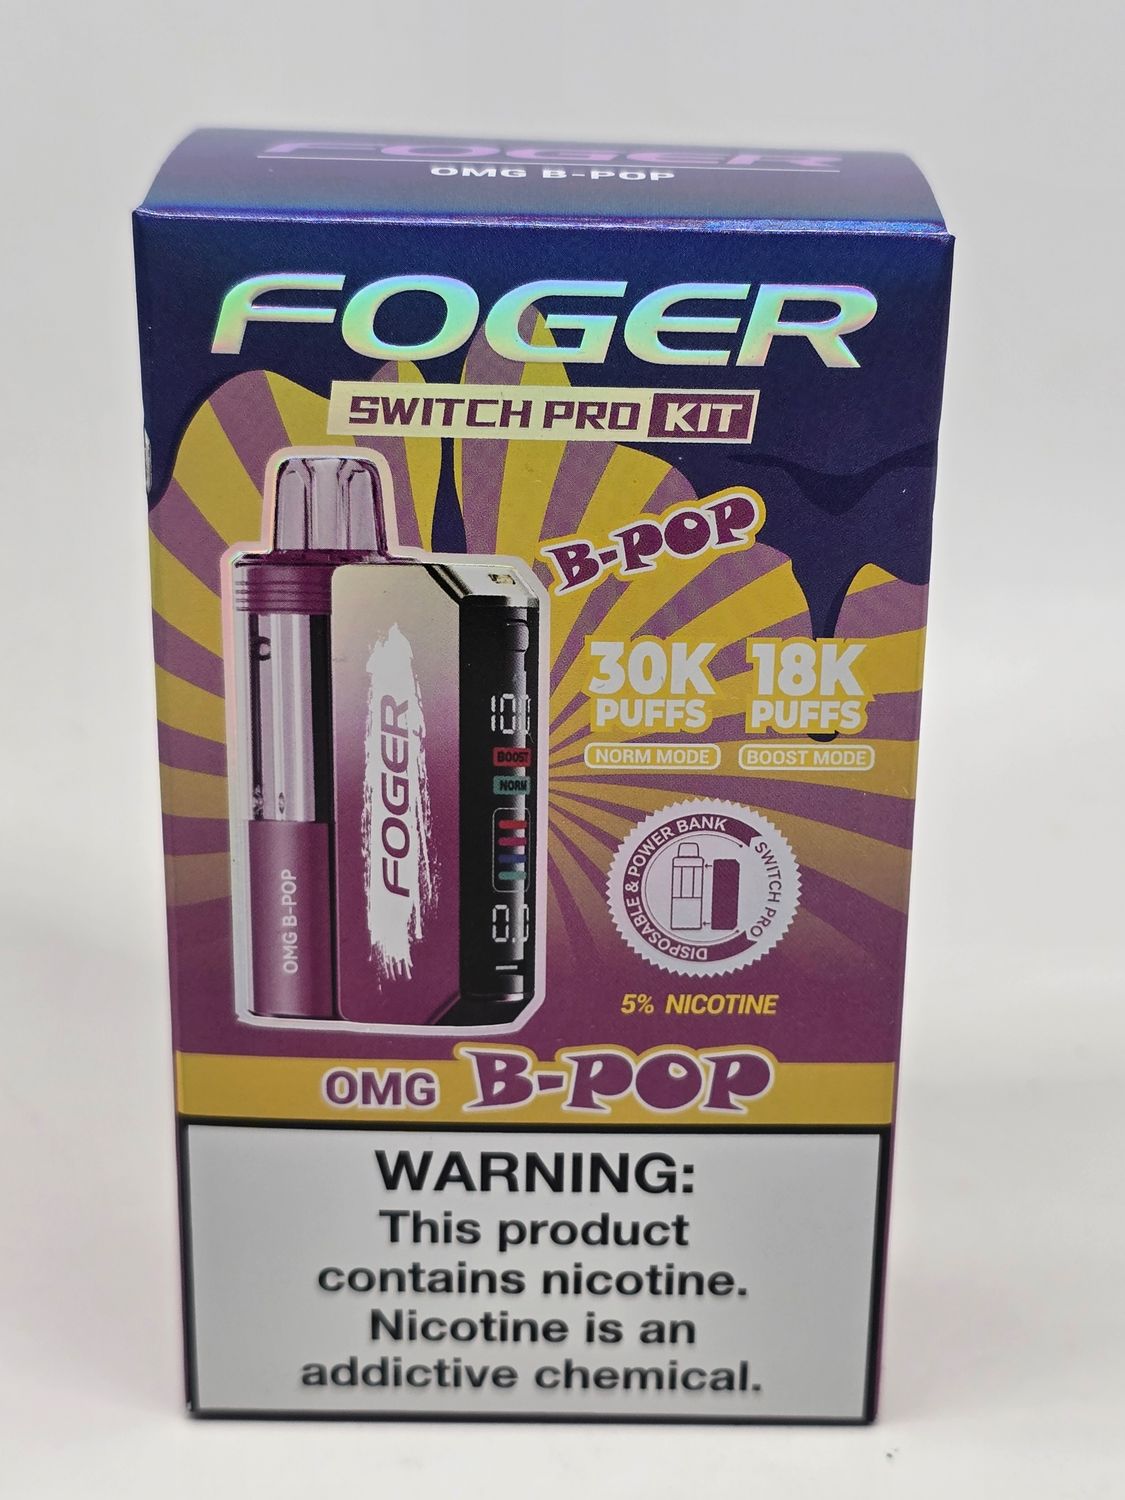 FOGER
OMG B-POP
FOGER
SWITCH PRO KIT
B-POP
30K PUFFS
NORM MODE
18K PUFFS
BOOST MODE
FOGER
OMG B-POP
100
BOOST
NORM
DISPOSABLE & POWER BANK
SWITCH PRO
5% NICOTINE
OMG B-POP
WARNING:
This product
contains nicotine.
Nicotine is an
addictive chemical.